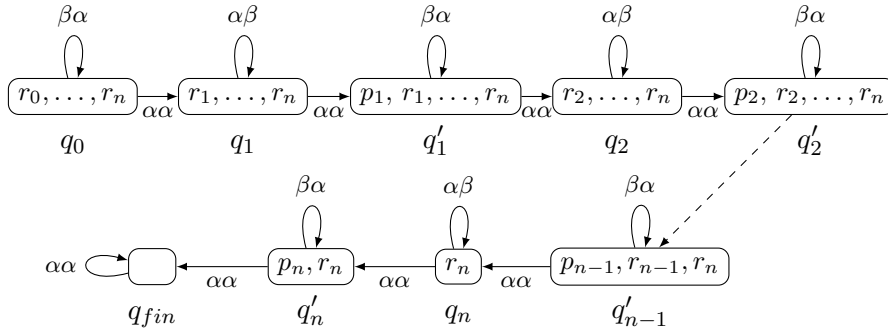 βα αβ βα αβ βα
r₀, …, rₙ r₁, …, rₙ p₁, r₁, …, rₙ r₂, …, rₙ p₂, r₂, …, rₙ
αα αα αα αα
q₀ q₁ q′₁ q₂ q′₂
βα αβ βα
αα pₙ, rₙ rₙ pₙ₋₁, rₙ₋₁, rₙ
αα αα αα
q_fin q′ₙ qₙ q′ₙ₋₁